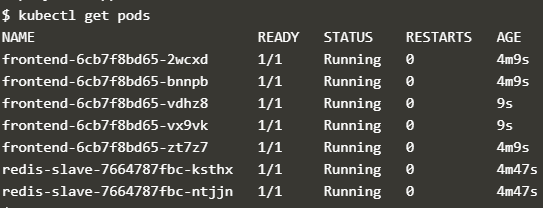 $ kubectl get pods
NAME READY STATUS RESTARTS AGE
frontend-6cb7f8bd65-2wcxd 1/1 Running 0 4m9s
frontend-6cb7f8bd65-bnnpb 1/1 Running 0 4m9s
frontend-6cb7f8bd65-vdhz8 1/1 Running 0 9s
frontend-6cb7f8bd65-vx9vk 1/1 Running 0 9s
frontend-6cb7f8bd65-zt7z7 1/1 Running 0 4m9s
redis-slave-7664787fbc-ksthx 1/1 Running 0 4m47s
redis-slave-7664787fbc-ntjjn 1/1 Running 0 4m47s